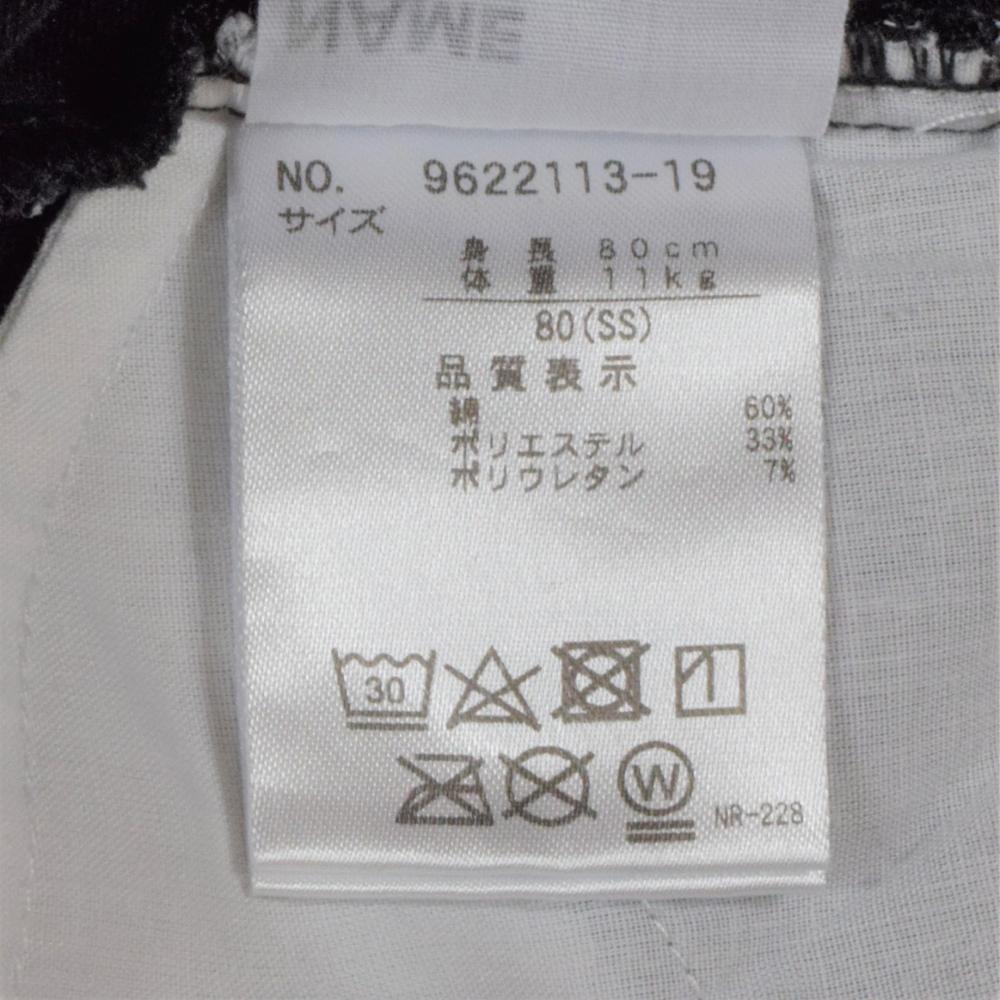 NAME
NO. 9622113-19
サイズ
身長 80cm
体重 11kg
80(SS)
品質表示
綿 60%
ポリエステル 33%
ポリウレタン 7%
30
W
NR-228